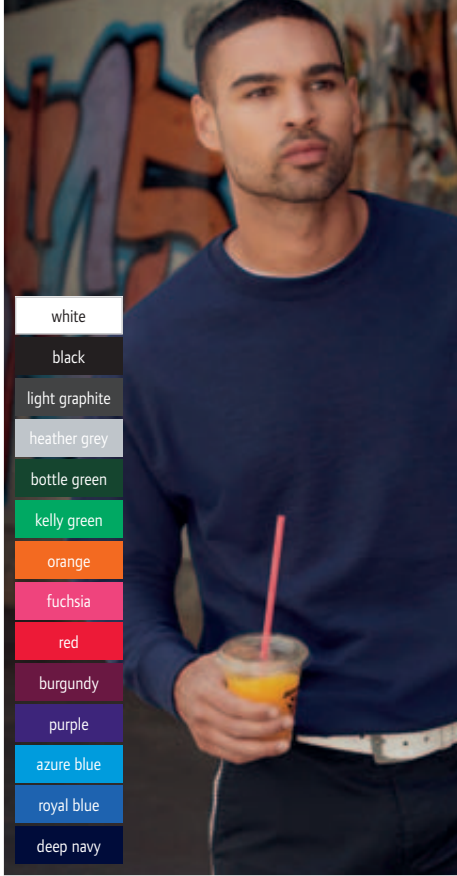 white
black
light graphite
heather grey
bottle green
kelly green
orange
fuchsia
red
burgundy
purple
azure blue
royal blue
deep navy